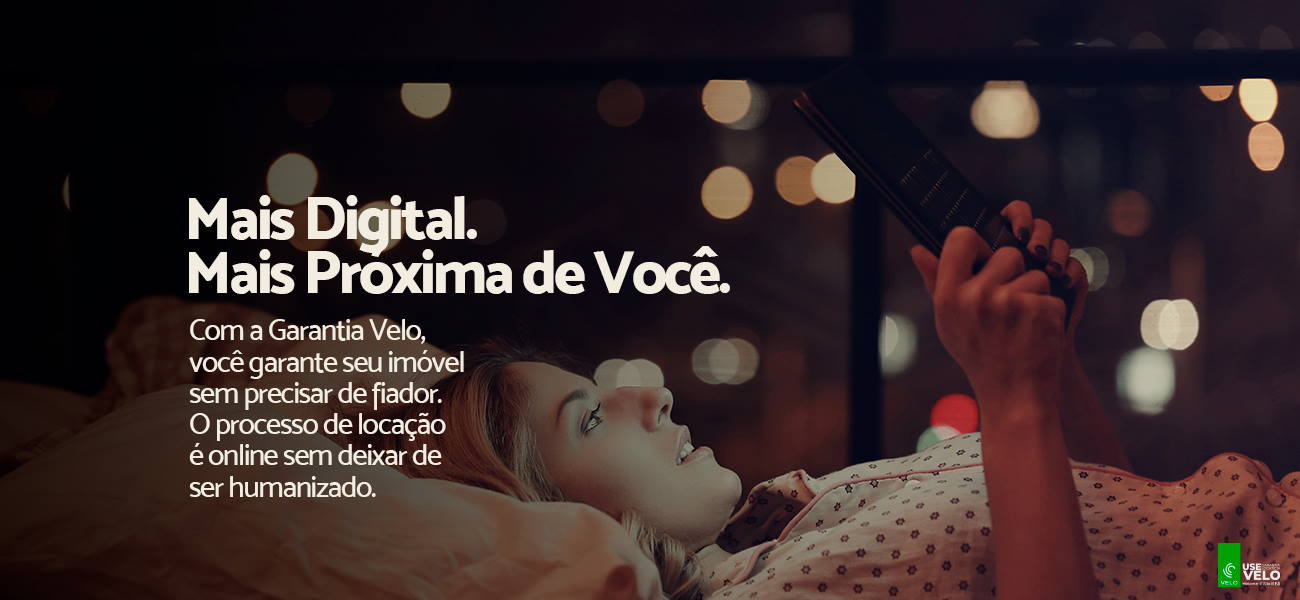 Mais Digital.
Mais Próxima de Você.
Com a Garantia Velo,
você garante seu imóvel
sem precisar de fiador.
O processo de locação
é online sem deixar de
ser humanizado.
VELO
USE
VELO